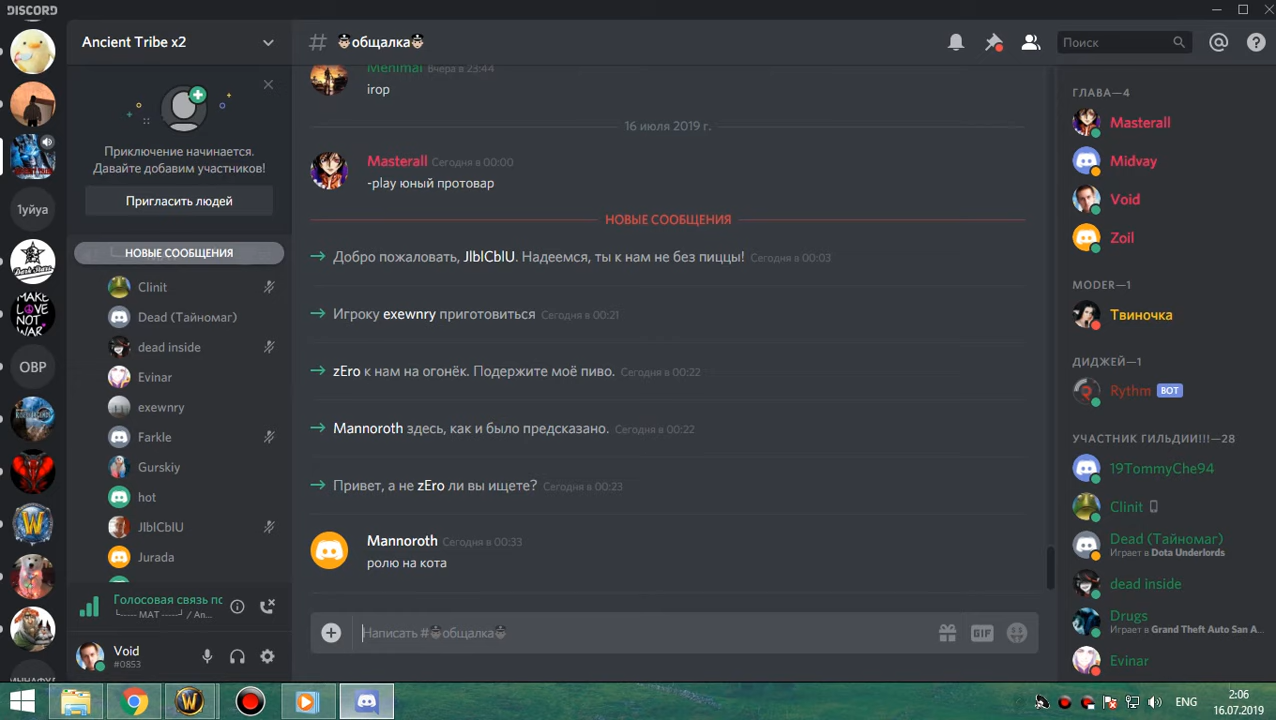 DISCORD
Ancient Tribe x2
Приключение начинается.
Давайте добавим участников!
Пригласить людей
НОВЫЕ СООБЩЕНИЯ
Clinit
Dead (Тайномаг)
dead inside
Evinar
exewnry
Farkle
Gurskiy
hot
JlblCblU
Jurada
Голосовая связь по
└----- МАТ -----┘/ An...
Void
#0853
1уйуа
MAKE LOVE NOT WAR
ОВР
# общалка
Поиск
Menimal Вчера в 23:44
irop
16 июля 2019 г.
Masterall Сегодня в 00:00
-play юный протовар
НОВЫЕ СООБЩЕНИЯ
Добро пожаловать, JlblCblU. Надеемся, ты к нам не без пиццы! Сегодня в 00:03
Игроку exewnry приготовиться Сегодня в 00:21
zEro к нам на огонёк. Подержите моё пиво. Сегодня в 00:22
Mannoroth здесь, как и было предсказано. Сегодня в 00:22
Привет, а не zEro ли вы ищете? Сегодня в 00:23
Mannoroth Сегодня в 00:33
ролю на кота
Написать #общалка
GIF
ГЛАВА—4
Masterall
Midvay
Void
Zoil
MODER—1
Твиночка
ДИДЖЕЙ—1
Rythm BOT
УЧАСТНИК ГИЛЬДИИ!!!—28
19TommyChe94
Clinit
Dead (Тайномаг)
Играет в Dota Underlords
dead inside
Drugs
Играет в Grand Theft Auto San A...
Evinar
ENG
2:06
16.07.2019